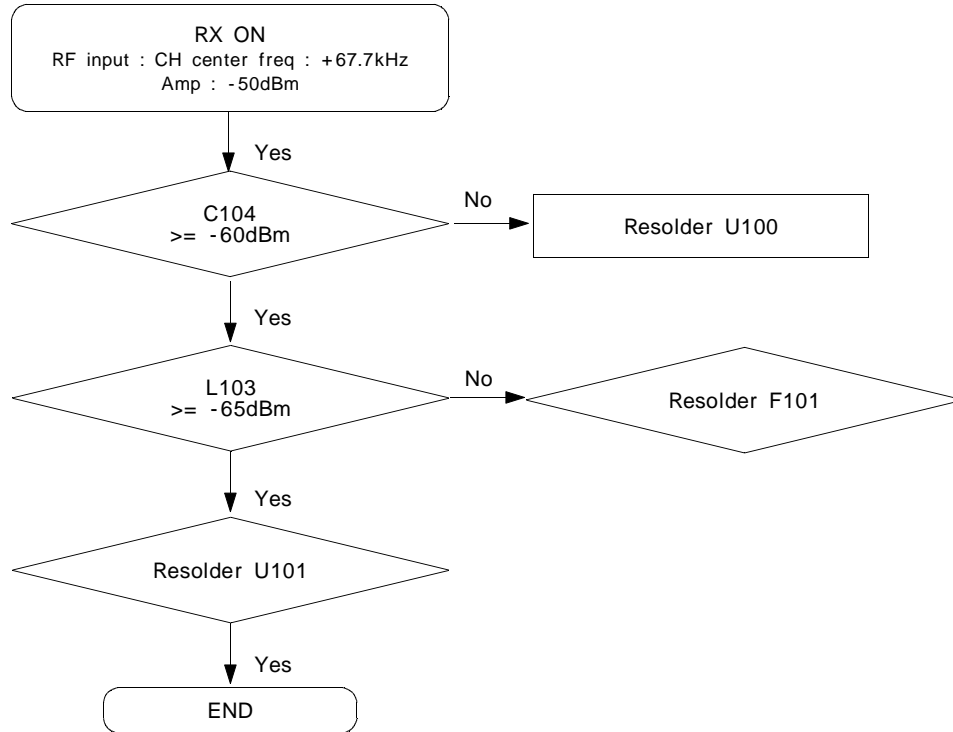 RX ON
RF input : CH center freq : +67.7kHz
Amp : -50dBm
Yes
C104
>= -60dBm
No
Resolder U100
Yes
L103
>= -65dBm
No
Resolder F101
Yes
Resolder U101
Yes
END